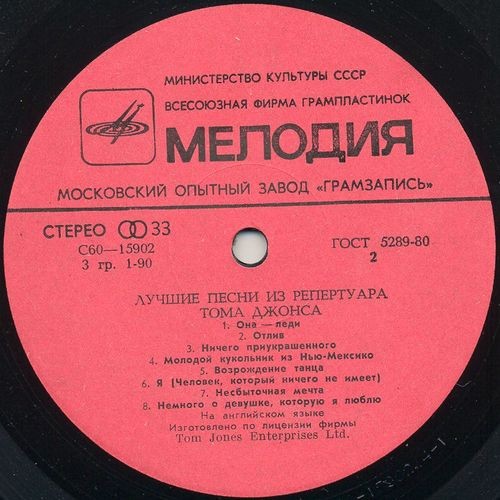 МИНИСТЕРСТВО КУЛЬТУРЫ СССР
ВСЕСОЮЗНАЯ ФИРМА ГРАМПЛАСТИНОК
МЕЛОДИЯ
МОСКОВСКИЙ ОПЫТНЫЙ ЗАВОД «ГРАМЗАПИСЬ»
СТЕРЕО 33
С60—15902
3 гр. 1-90
ГОСТ 5289-80
2
ЛУЧШИЕ ПЕСНИ ИЗ РЕПЕРТУАРА
ТОМА ДЖОНСА
1. Она — леди
2. Отлив
3. Ничего приукрашенного
4. Молодой кукольник из Нью-Мексико
5. Возрождение танца
6. Я (Человек, который ничего не имеет)
7. Несбыточная мечта
8. Немного о девушке, которую я люблю
На английском языке
Изготовлено по лицензии фирмы
Tom Jones Enterprises Ltd.